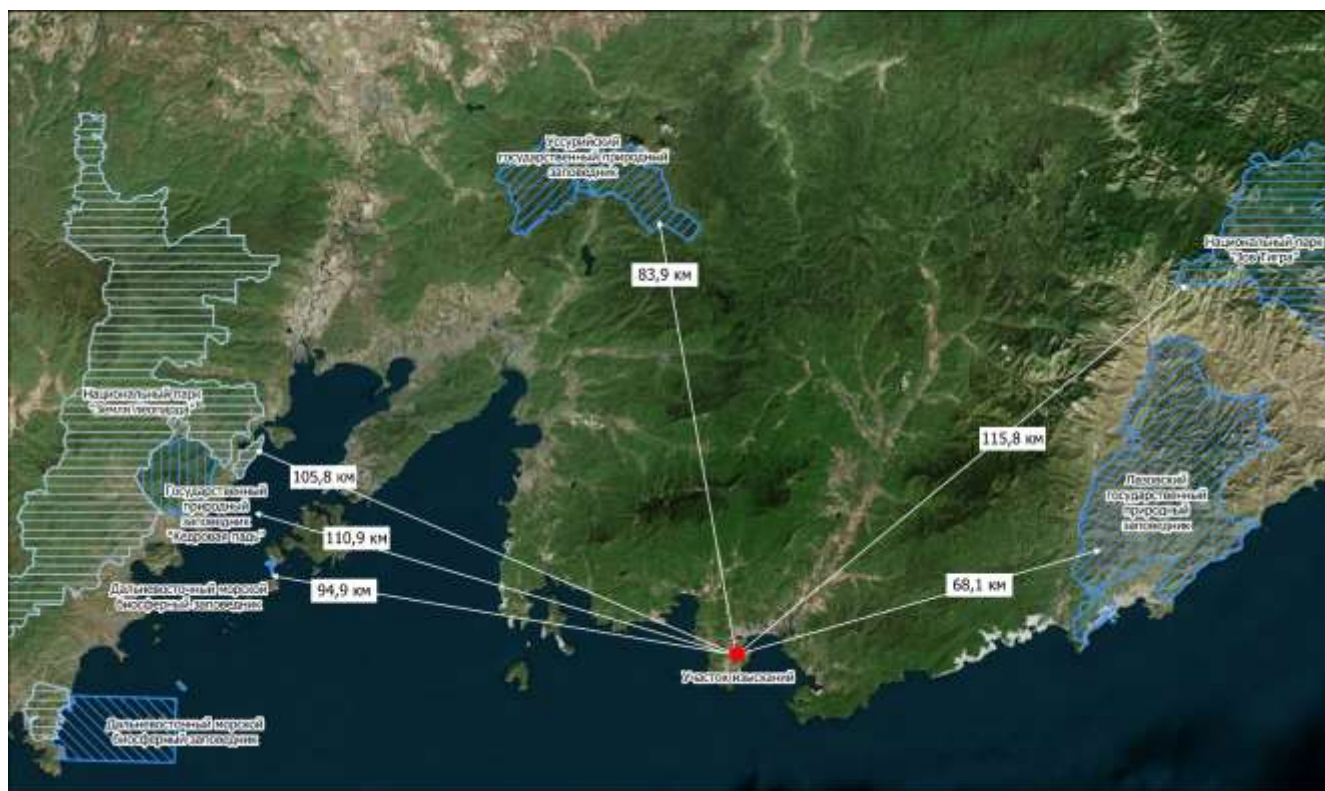 Уссурийский
государственный природный
заповедник
83,9 км
Национальный парк
"Зов Тигра"
Национальный парк
"Земля леопарда"
115,8 км
105,8 км
Лазовский
государственный
природный
заповедник
Государственный
природный
заповедник
"Кедровая падь"
110,9 км
68,1 км
94,9 км
Дальневосточный морской
биосферный заповедник
Участок изысканий
Дальневосточный морской
биосферный заповедник